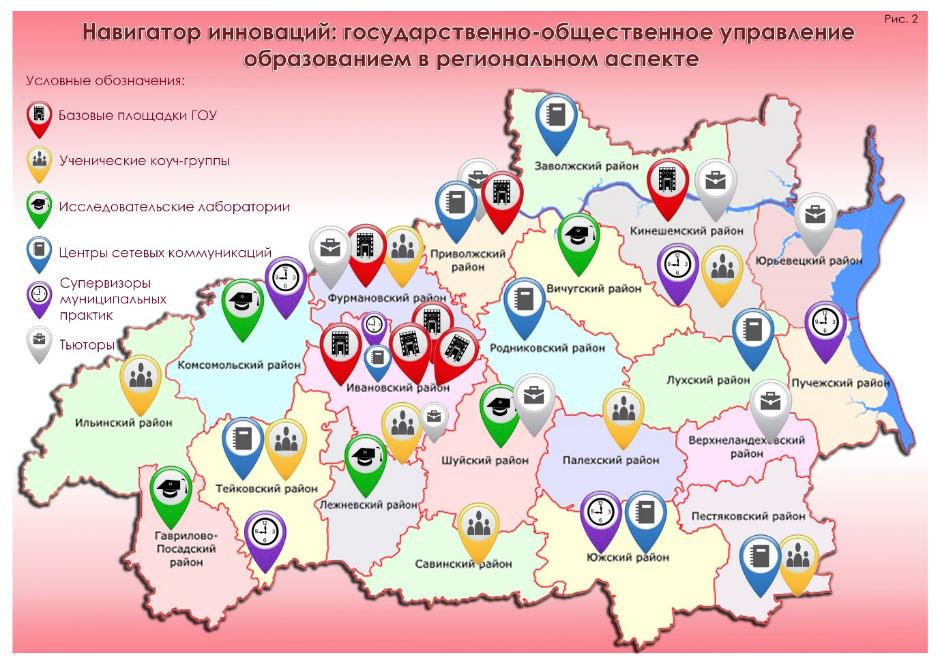 Рис. 2
Навигатор инноваций: государственно-общественное управление
образованием в региональном аспекте
Условные обозначения:
Базовые площадки ГОУ
Ученические коуч-группы
Исследовательские лаборатории
Центры сетевых коммуникаций
Супервизоры
муниципальных
практик
Тьюторы
Заволжский район
Кинешемский район
Юрьевецкий район
Приволжский
район
Вичугский район
Фурмановский район
Родниковский район
Комсомольский район
Ивановский район
Лухский район
Пучежский район
Ильинский район
Верхнеландеховский
район
Шуйский район
Палехский район
Тейковский район
Лежневский район
Пестяковский район
Гаврилово-
Посадский
район
Савинский район
Южский район